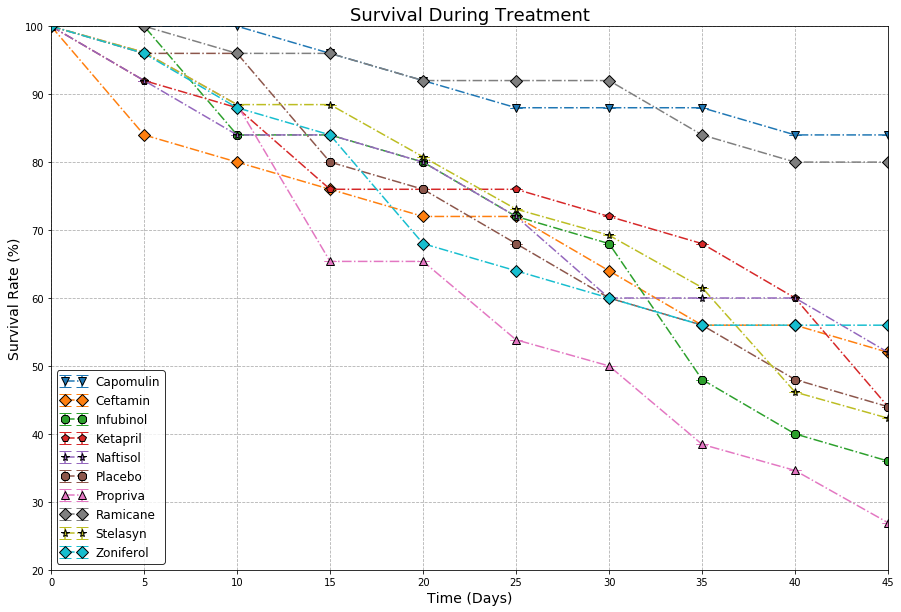 Survival During Treatment
100
90
80
70
60
50
40
30
20
Survival Rate (%)
Capomulin
Ceftamin
Infubinol
Ketapril
Naftisol
Placebo
Propriva
Ramicane
Stelasyn
Zoniferol
0 5 10 15 20 25 30 35 40 45
Time (Days)